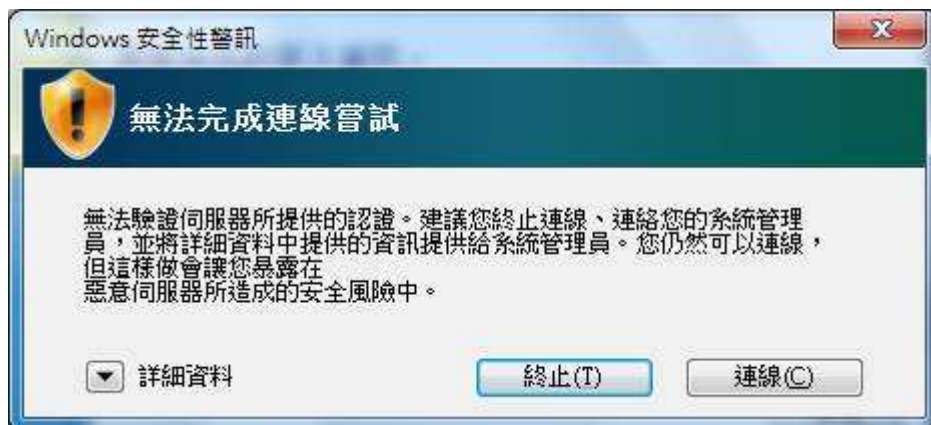 Windows 安全性警訊
無法完成連線嘗試
無法驗證伺服器所提供的認證。建議您終止連線、連絡您的系統管理
員，並將詳細資料中提供的資訊提供給系統管理員。您仍然可以連線，
但這樣做會讓您暴露在
惡意伺服器所造成的安全風險中。
詳細資料 終止(T) 連線(C)